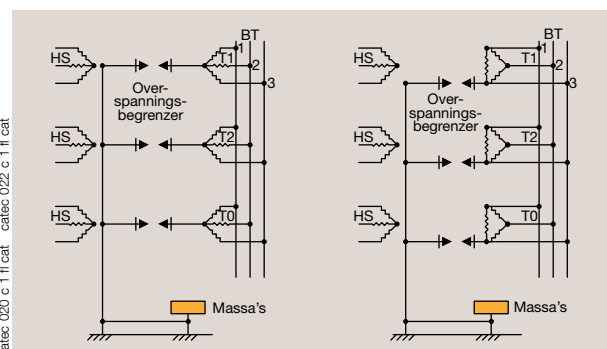 BT
HS
T1
1
2
3
Over-
spannings-
begrenzer
HS
T2
HS
T0
Massa's
BT
HS
T1
1
2
3
Over-
spannings-
begrenzer
HS
T2
HS
T0
Massa's
catec 022 c 1 fl cat
catec 020 c 1 fl cat